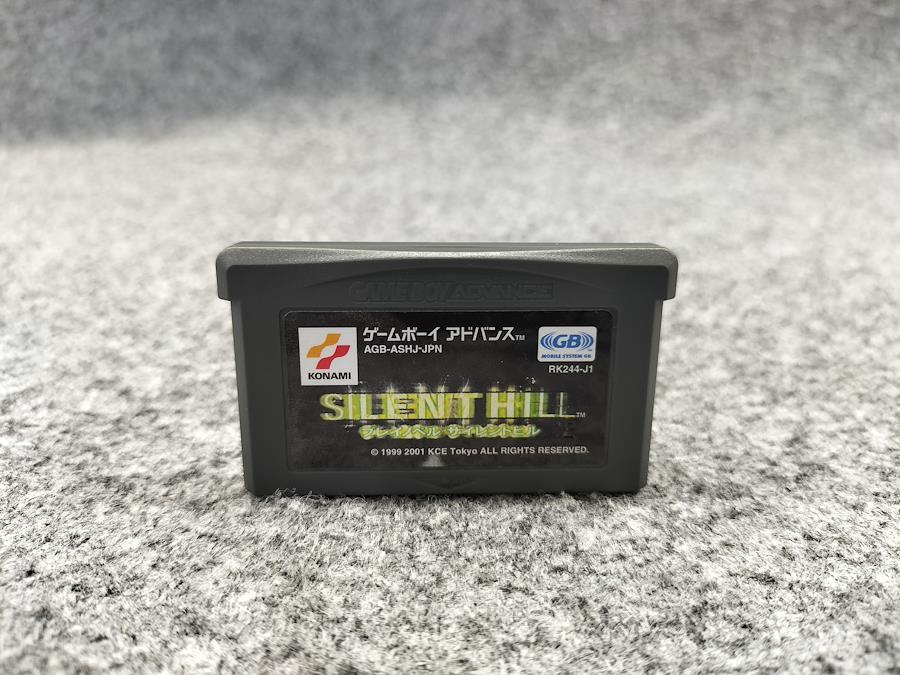 GAME BOY ADVANCE
KONAMI
ゲームボーイ アドバンス™
AGB-ASHJ-JPN
GB
MOBILE SYSTEM GB
RK244-J1
SILENT HILL™
プレイノベル サイレントヒル
© 1999 2001 KCE Tokyo ALL RIGHTS RESERVED.